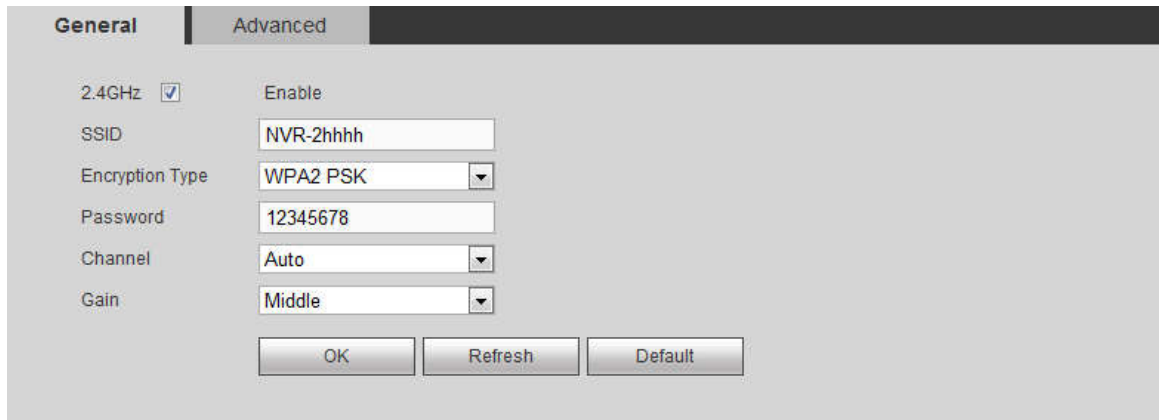 General Advanced
2.4GHz Enable
SSID NVR-2hhhh
Encryption Type WPA2 PSK
Password 12345678
Channel Auto
Gain Middle
OK Refresh Default